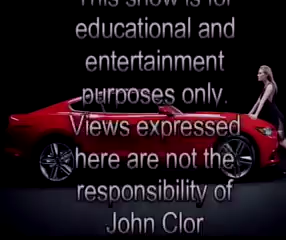 This show is for
educational and
entertainment
purposes only.
Views expressed
here are not the
responsibility of
John Clor